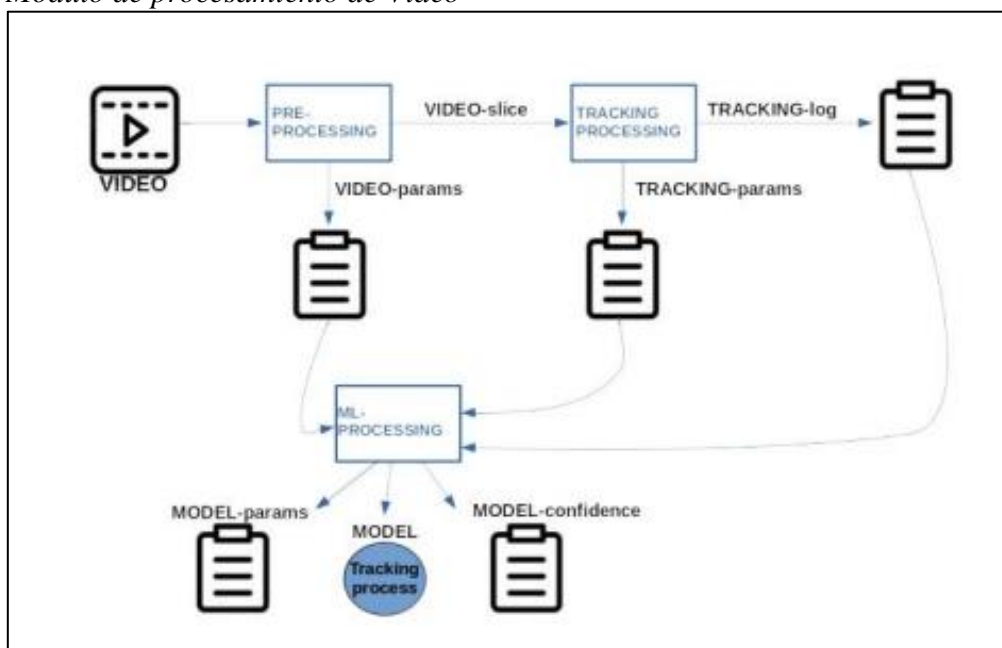 Módulo de procesamiento de Video
PRE-
PROCESSING
VIDEO-slice
TRACKING
PROCESSING
TRACKING-log
VIDEO
VIDEO-params
TRACKING-params
ML-
PROCESSING
MODEL-params
MODEL
MODEL-confidence
Tracking
process